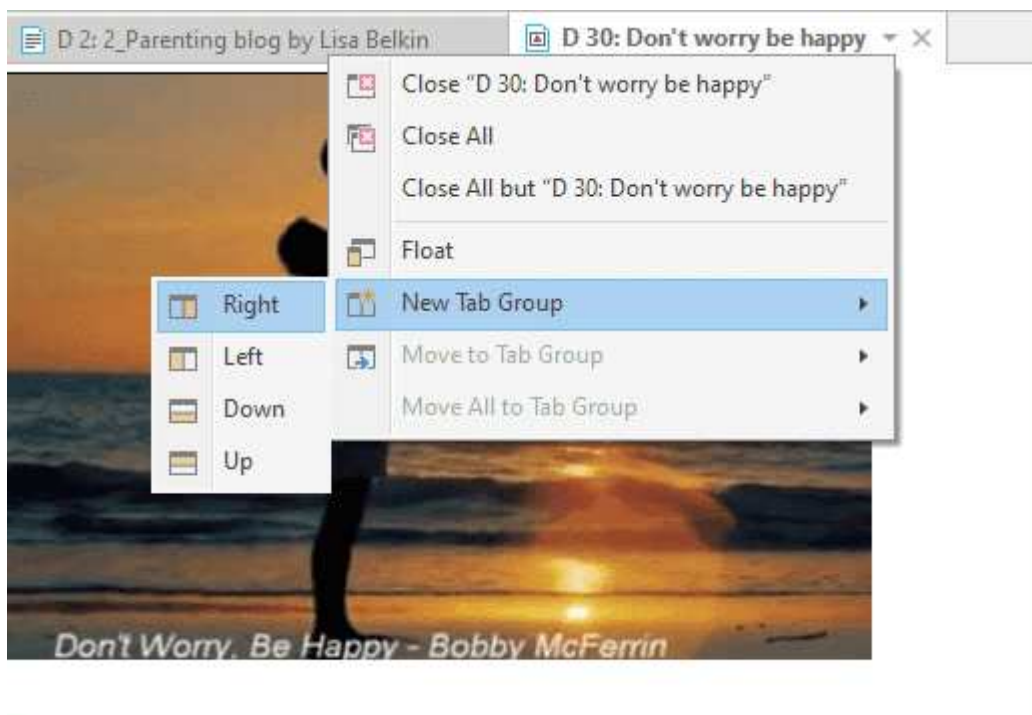 D 2: 2_Parenting blog by Lisa Belkin
D 30: Don't worry be happy
Close "D 30: Don't worry be happy"
Close All
Close All but "D 30: Don't worry be happy"
Float
New Tab Group
Move to Tab Group
Move All to Tab Group
Right
Left
Down
Up
Don't Worry, Be Happy - Bobby McFerrin